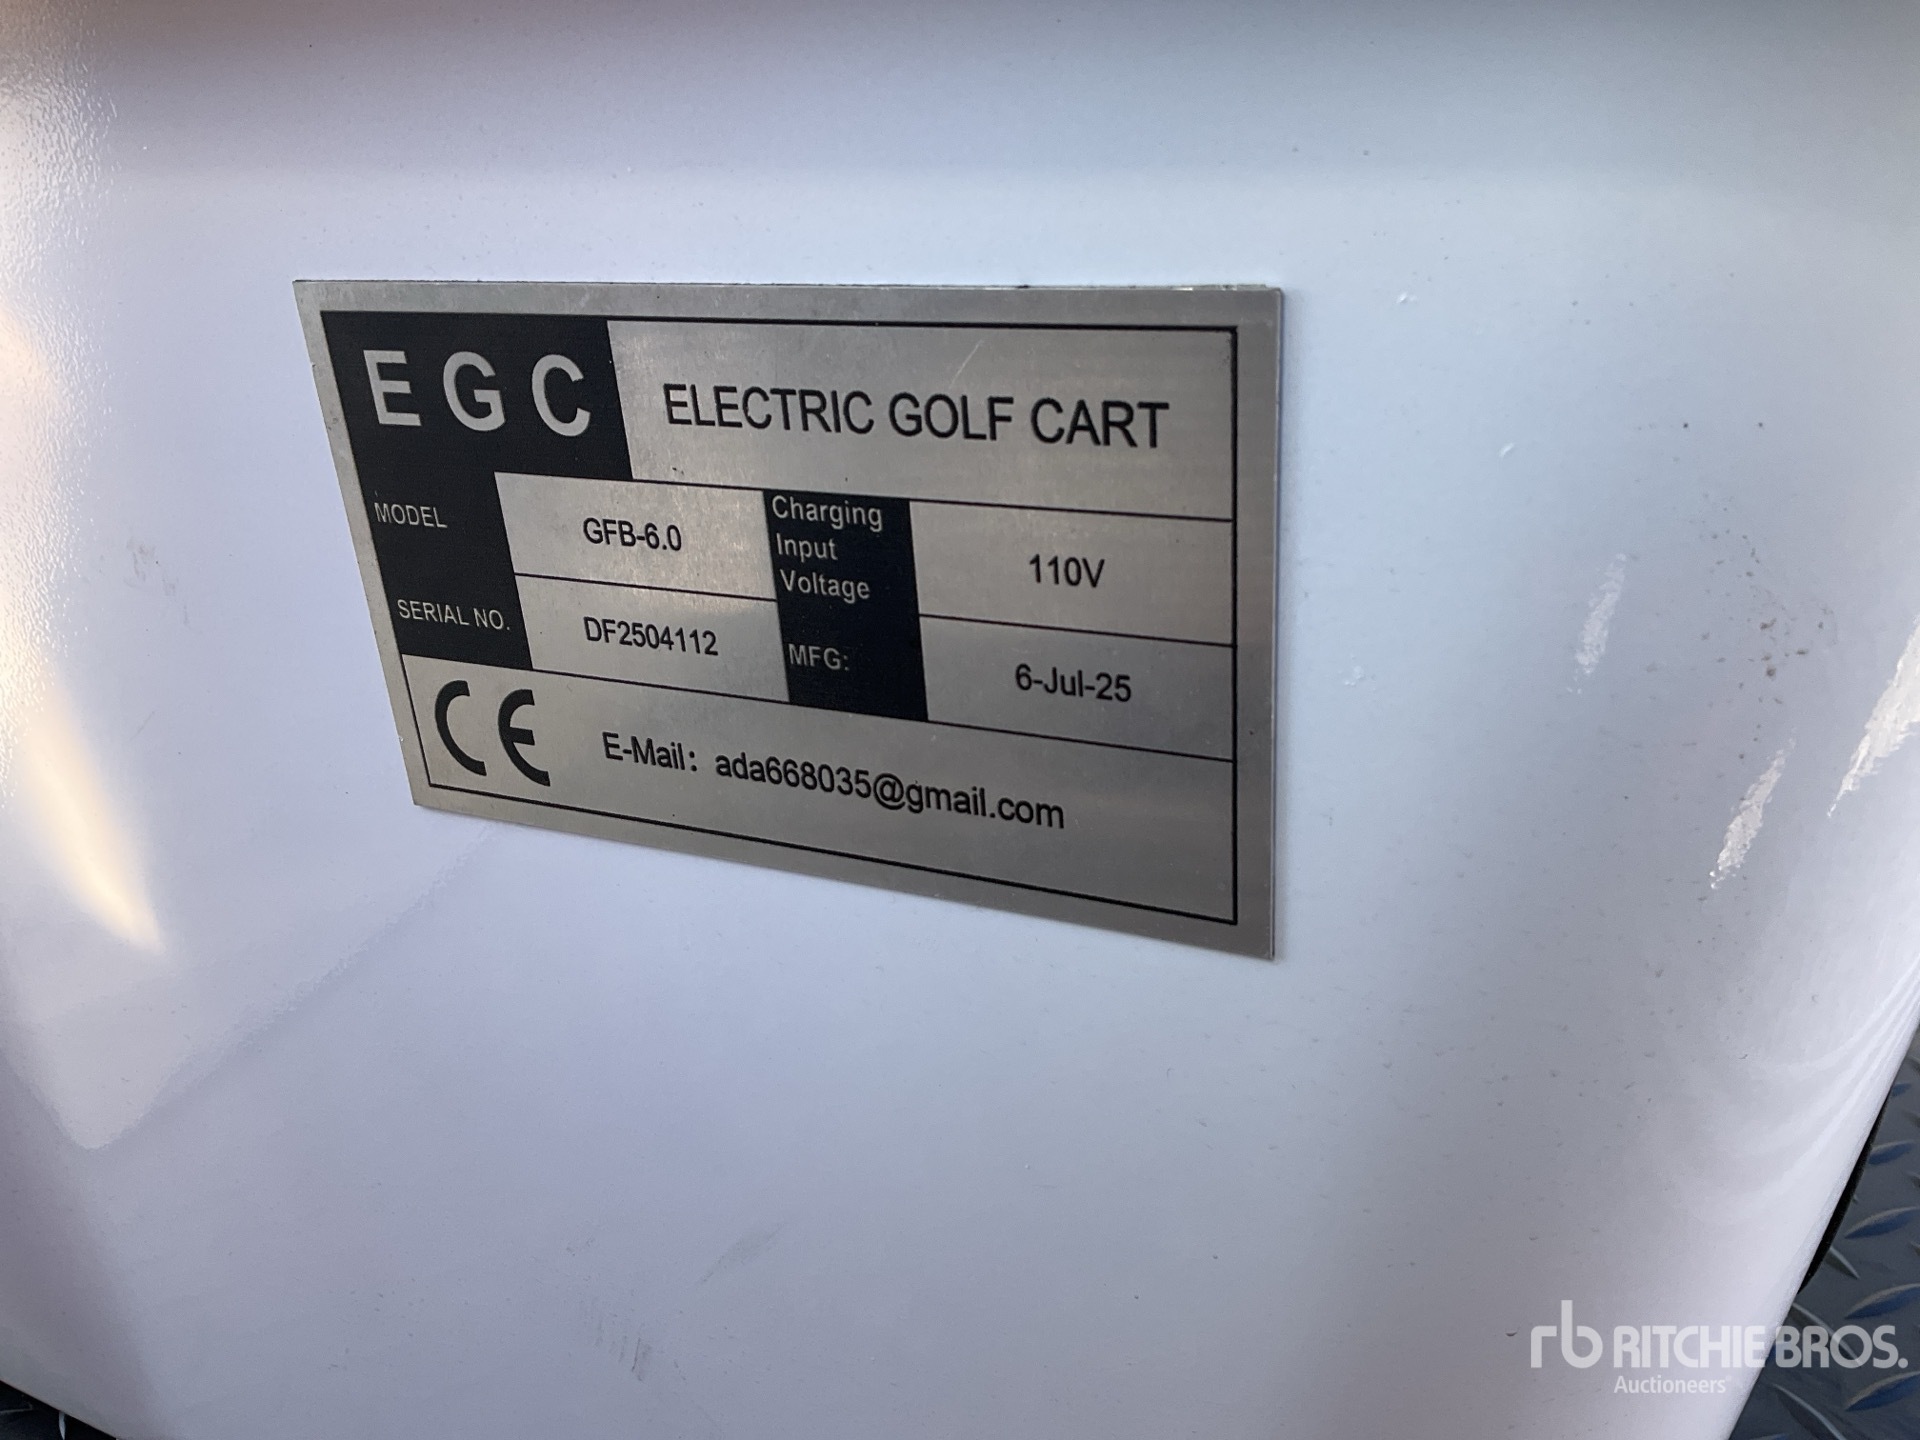 EGC ELECTRIC GOLF CART
MODEL GFB-6.0 Charging Input Voltage 110V
SERIAL NO. DF2504112 MFG: 6-Jul-25
CE E-Mail: ada668035@gmail.com
rb RITCHIE BROS.
Auctioneers